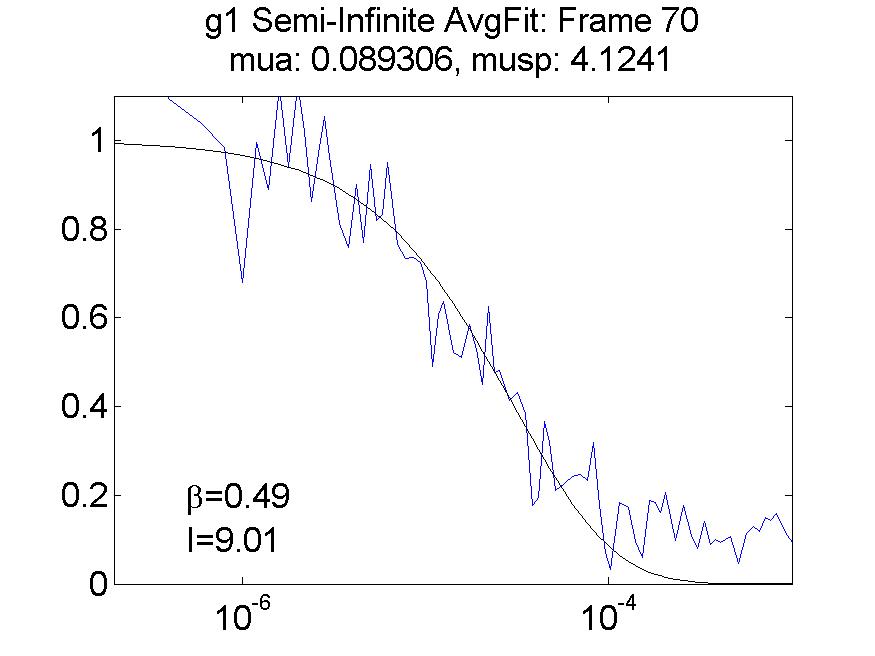 g1 Semi-Infinite AvgFit: Frame 70
mua: 0.089306, musp: 4.1241
1
0.8
0.6
0.4
0.2
0
β=0.49
I=9.01
10^-6
10^-4